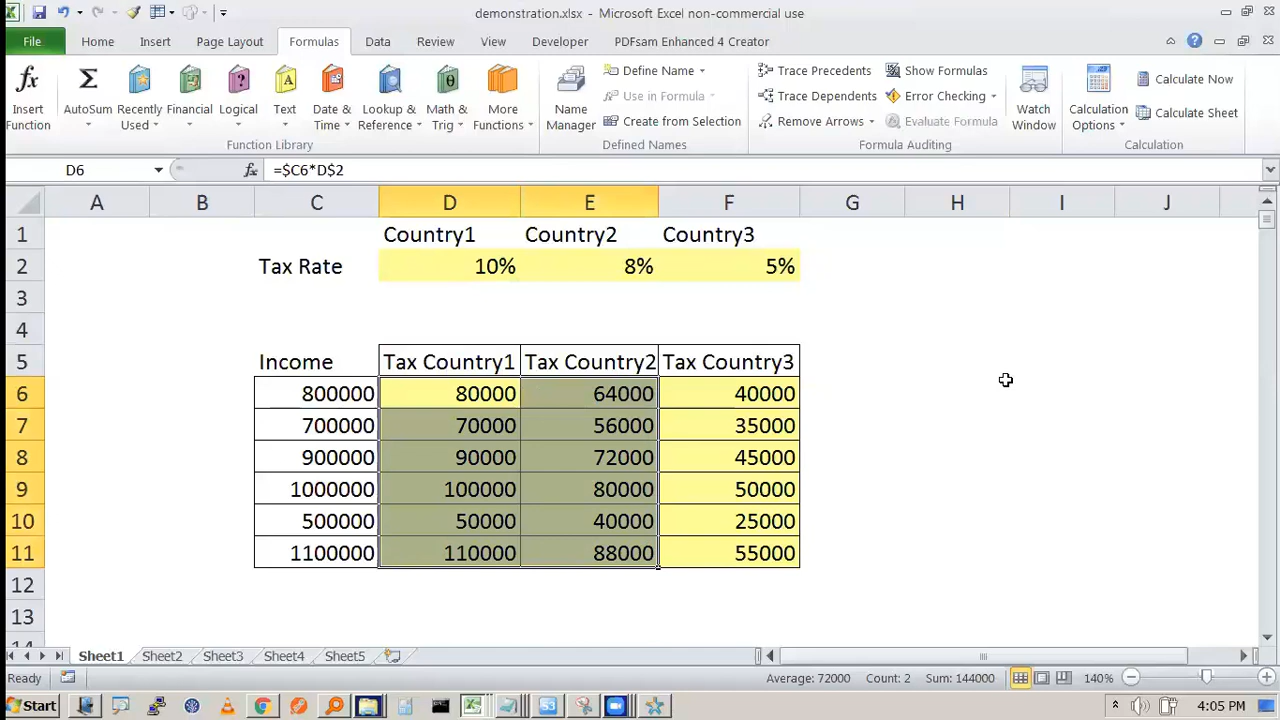 demonstration.xlsx - Microsoft Excel non-commercial use
File Home Insert Page Layout Formulas Data Review View Developer PDFsam Enhanced 4 Creator
fx Insert Function
Σ AutoSum
Recently Used
Financial
Logical
Text
Date & Time
Lookup & Reference
Math & Trig
More Functions
Function Library
Name Manager
Define Name
Use in Formula
Create from Selection
Defined Names
Trace Precedents
Trace Dependents
Remove Arrows
Show Formulas
Error Checking
Evaluate Formula
Formula Auditing
Watch Window
Calculation Options
Calculate Now
Calculate Sheet
Calculation
D6 fx =$C6*D$2
A B C D E F G H I J
1 Country1 Country2 Country3
2 Tax Rate 10% 8% 5%
3
4
5 Income Tax Country1 Tax Country2 Tax Country3
6 800000 80000 64000 40000
7 700000 70000 56000 35000
8 900000 90000 72000 45000
9 1000000 100000 80000 50000
10 500000 50000 40000 25000
11 1100000 110000 88000 55000
12
13
14
Sheet1 Sheet2 Sheet3 Sheet4 Sheet5
Ready Average: 72000 Count: 2 Sum: 144000 140%
Start 4:05 PM